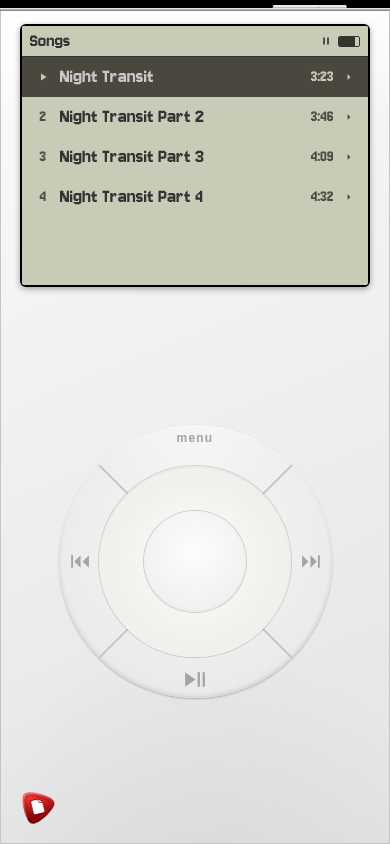 Songs
Night Transit 3:23
2 Night Transit Part 2 3:46
3 Night Transit Part 3 4:09
4 Night Transit Part 4 4:32
menu